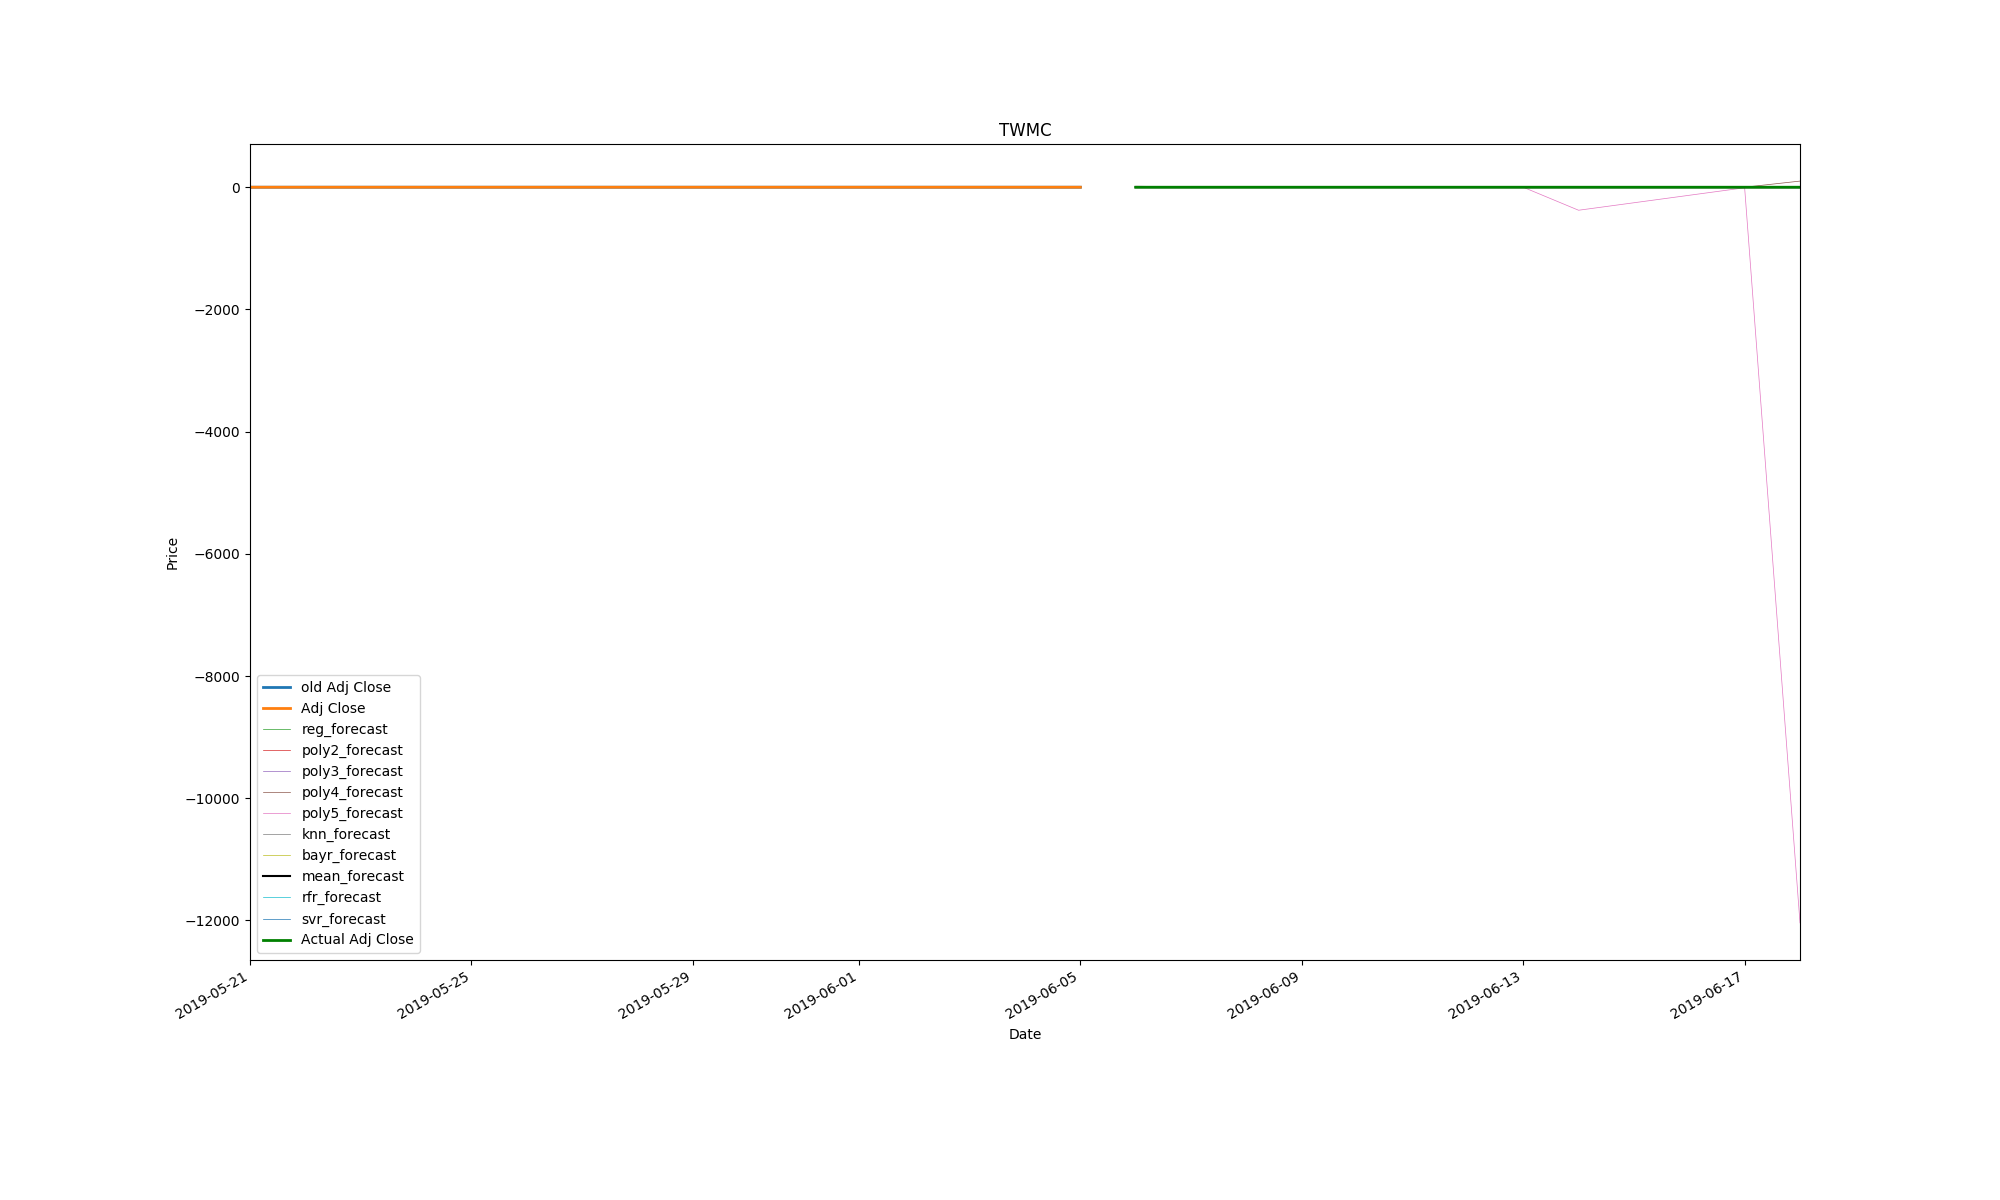 TWMC
0
−2000
−4000
−6000
−8000
−10000
−12000
Price
old Adj Close
Adj Close
reg_forecast
poly2_forecast
poly3_forecast
poly4_forecast
poly5_forecast
knn_forecast
bayr_forecast
mean_forecast
rfr_forecast
svr_forecast
Actual Adj Close
2019-05-21
2019-05-25
2019-05-29
2019-06-01
2019-06-05
2019-06-09
2019-06-13
2019-06-17
Date